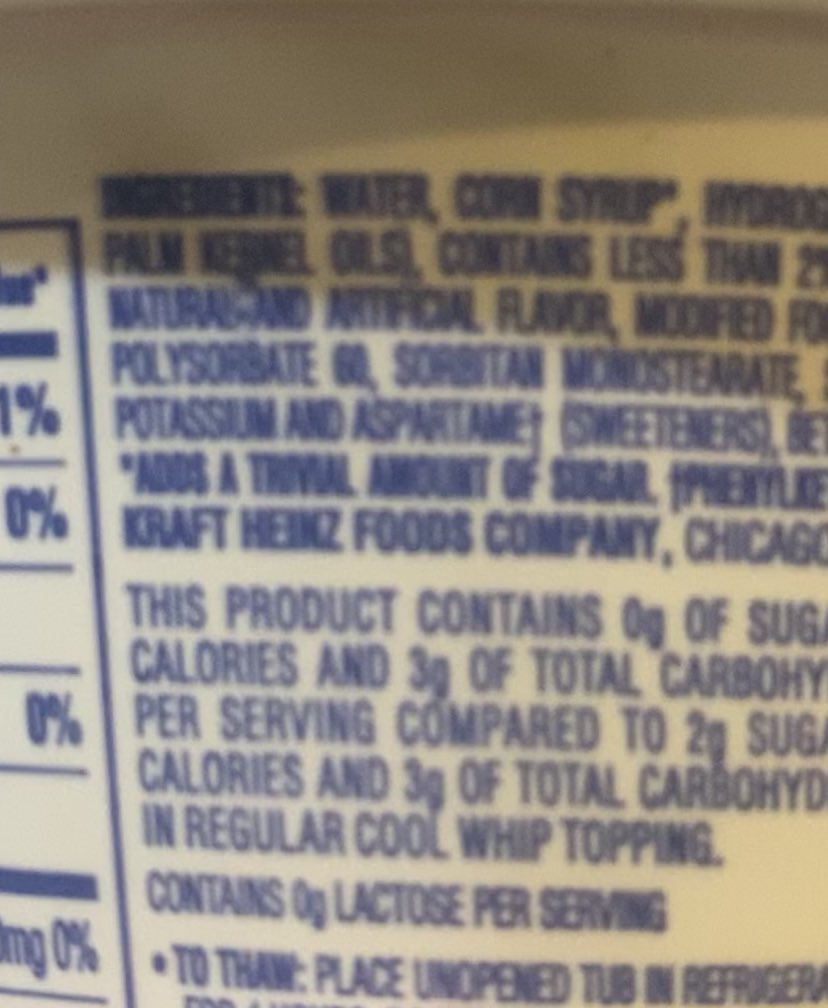 INGREDIENTS: WATER, CORN SYRUP*, HYDROG
PALM KERNEL OILS), CONTAINS LESS THAN 2%
NATURAL AND ARTIFICIAL FLAVOR, MODIFIED FO
POLYSORBATE 60, SORBITAN MONOSTEARATE,
POTASSIUM AND ASPARTAME† (SWEETENERS), BET
*ADDS A TRIVIAL AMOUNT OF SUGAR. †PHENYLKE
KRAFT HEINZ FOODS COMPANY, CHICAGO
THIS PRODUCT CONTAINS 0g OF SUGA
CALORIES AND 3g OF TOTAL CARBOHY
PER SERVING COMPARED TO 2g SUGA
CALORIES AND 3g OF TOTAL CARBOHYD
IN REGULAR COOL WHIP TOPPING.
CONTAINS 0g LACTOSE PER SERVING
• TO THAW: PLACE UNOPENED TUB IN REFRIGERA
1%
0%
0%
0mg 0%